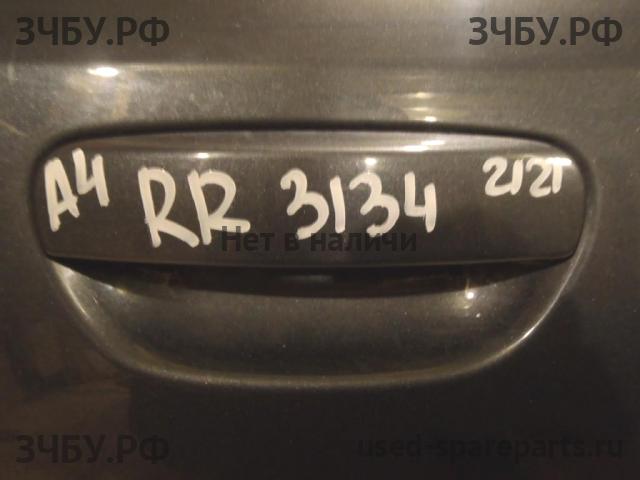 ЗЧБУ.РФ ЗЧБУ.РФ
A4 RR 3134 2121
Нет в наличи
ЗЧБУ.РФ used-spareparts.ru